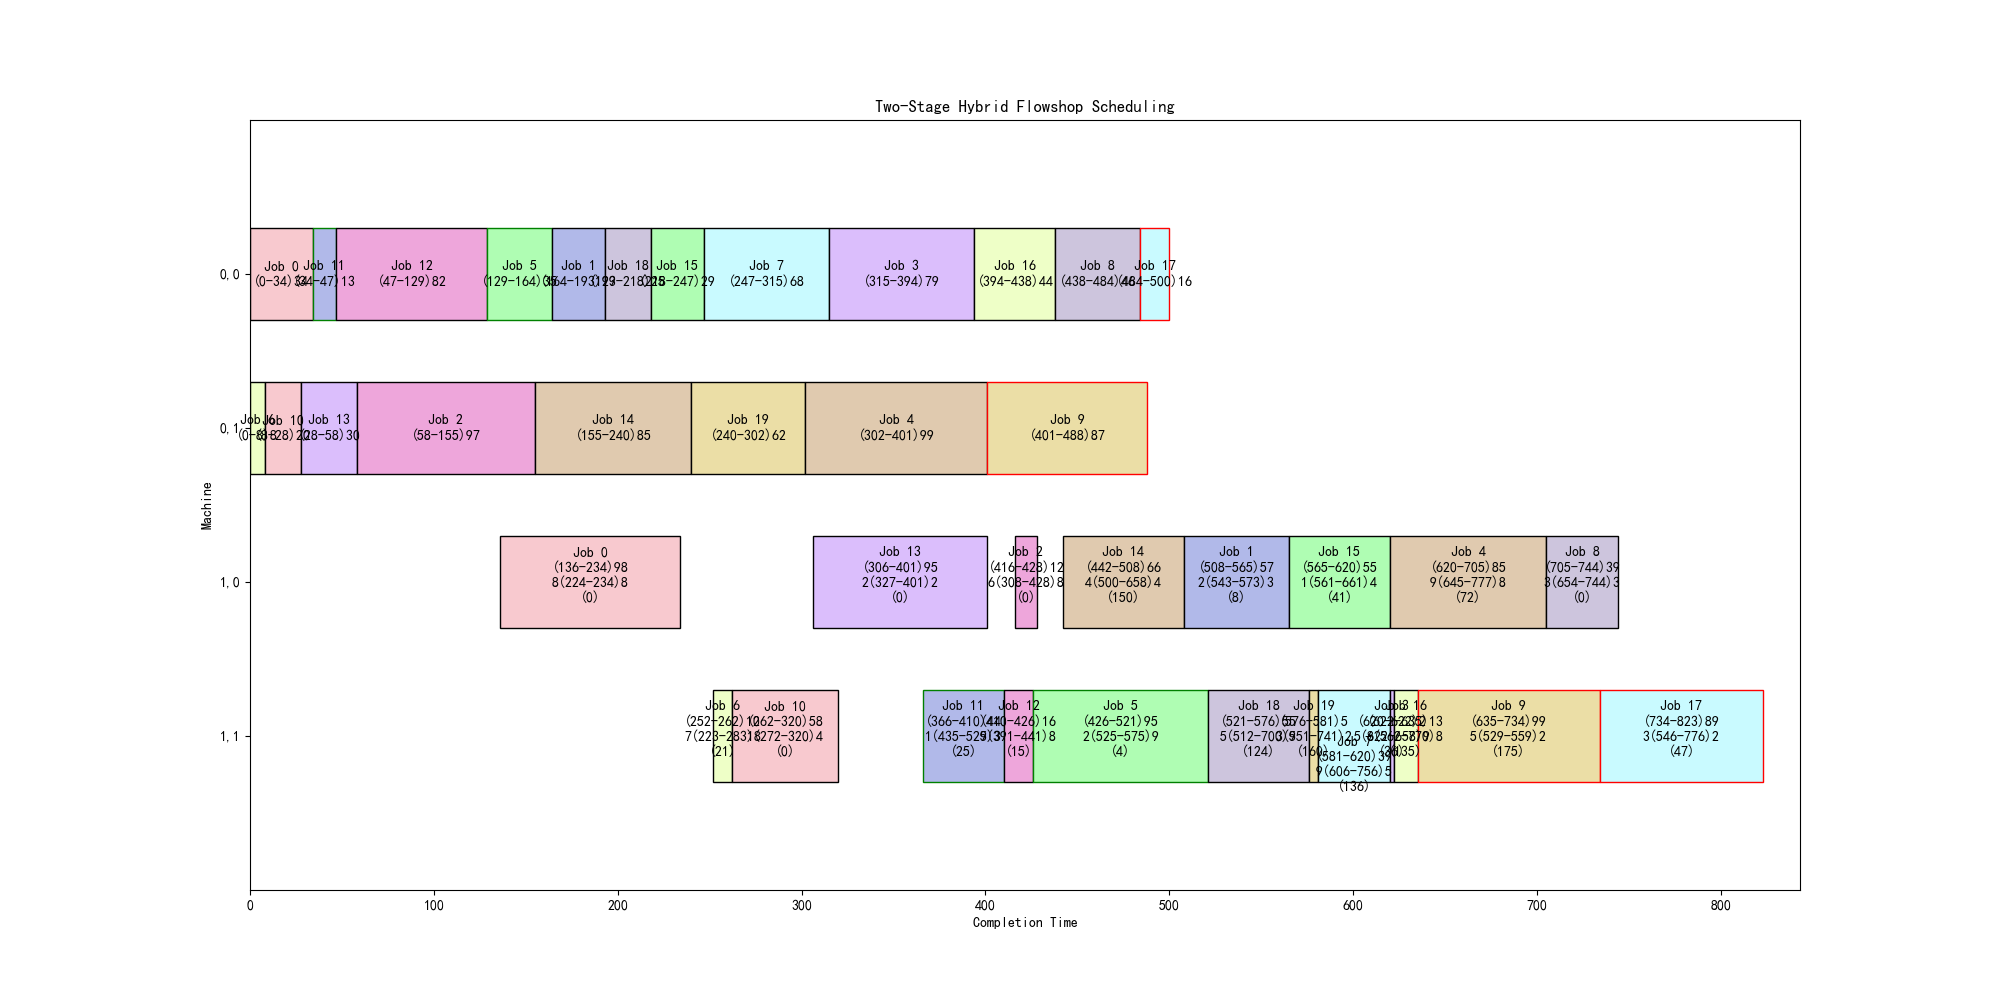 Two-Stage Hybrid Flowshop Scheduling
0,0
Job 0
(0-34)34
Job 11
(34-47)13
Job 12
(47-129)82
Job 5
(129-164)35
Job 1
(164-193)29
Job 18
(193-218)25
Job 15
(218-247)29
Job 7
(247-315)68
Job 3
(315-394)79
Job 16
(394-438)44
Job 8
(438-484)46
Job 17
(484-500)16
0,1
Job 6
(0-8)8
Job 10
(8-28)20
Job 13
(28-58)30
Job 2
(58-155)97
Job 14
(155-240)85
Job 19
(240-302)62
Job 4
(302-401)99
Job 9
(401-488)87
Machine
1,0
Job 0
(136-234)98
8(224-234)8
(0)
Job 13
(306-401)95
2(327-401)2
(0)
Job 2
(416-428)12
6(308-428)8
(0)
Job 14
(442-508)66
4(500-658)4
(150)
Job 1
(508-565)57
2(543-573)3
(8)
Job 15
(565-620)55
1(561-661)4
(41)
Job 4
(620-705)85
9(645-777)8
(72)
Job 8
(705-744)39
3(654-744)3
(0)
1,1
Job 6
(252-262)10
7(223-283)8
(21)
Job 10
(262-320)58
(272-320)4
(0)
Job 11
(366-410)44
1(435-529)3
(25)
Job 12
(410-426)16
(391-441)8
(15)
Job 5
(426-521)95
2(525-575)9
(4)
Job 18
(521-576)55
5(512-700)5
(124)
Job 19
(576-581)5
(160)
Job 7
(581-620)39
9(606-756)5
(136)
Job 16
(35)
Job 9
(635-734)99
5(529-559)2
(175)
Job 17
(734-823)89
3(546-776)2
(47)
0
100
200
300
400
500
600
700
800
Completion Time